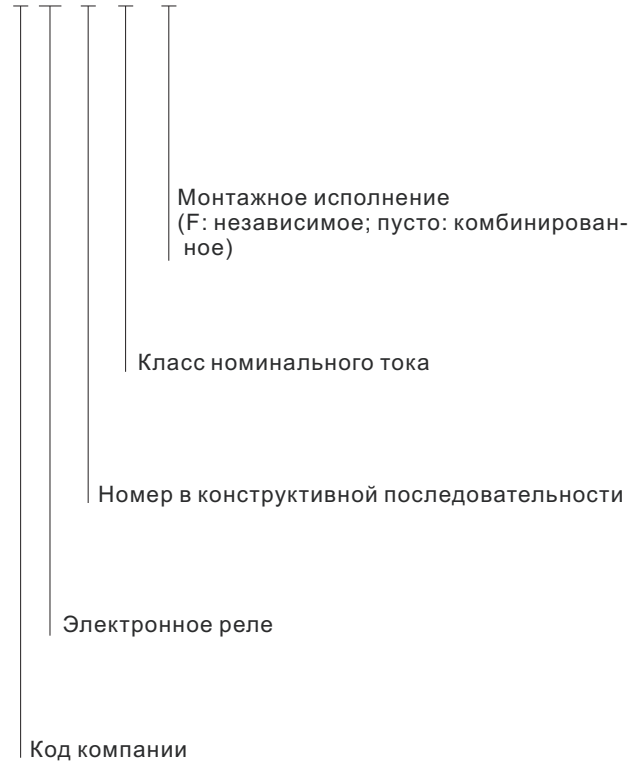 Монтажное исполнение
(F: независимое; пусто: комбинирован-
ное)
Класс номинального тока
Номер в конструктивной последовательности
Электронное реле
Код компании